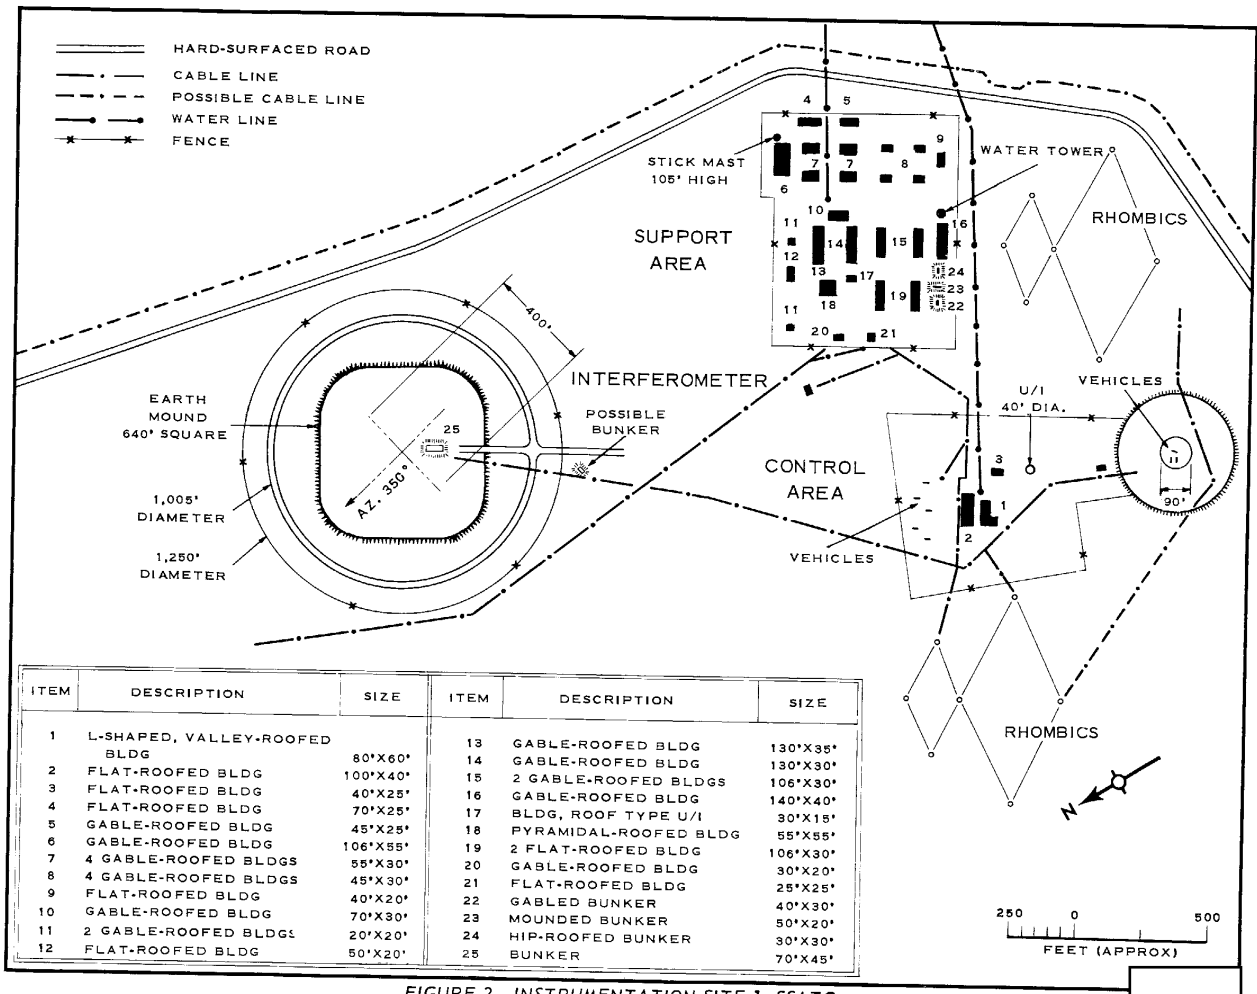 HARD-SURFACED ROAD
CABLE LINE
POSSIBLE CABLE LINE
WATER LINE
FENCE
4
5
9
STICK MAST
105' HIGH
WATER TOWER
7
7
8
6
RHOMBICS
10
11
16
SUPPORT
AREA
14
15
12
24
13
17
23
18
19
22
11
20
21
400'
INTERFEROMETER
U/I
40' DIA.
VEHICLES
EARTH
MOUND
640' SQUARE
25
POSSIBLE
BUNKER
CONTROL
AREA
3
AZ. 350°
1,005'
DIAMETER
90'
1
2
1,250'
DIAMETER
VEHICLES
RHOMBICS
N
ITEM DESCRIPTION SIZE
1 L-SHAPED, VALLEY-ROOFED
BLDG 80'X60'
2 FLAT-ROOFED BLDG 100'X40'
3 FLAT-ROOFED BLDG 40'X25'
4 FLAT-ROOFED BLDG 70'X25'
5 GABLE-ROOFED BLDG 45'X25'
6 GABLE-ROOFED BLDG 106'X55'
7 4 GABLE-ROOFED BLDGS 55'X30'
8 4 GABLE-ROOFED BLDGS 45'X30'
9 FLAT-ROOFED BLDG 40'X20'
10 GABLE-ROOFED BLDG 70'X30'
11 2 GABLE-ROOFED BLDGS 20'X20'
12 FLAT-ROOFED BLDG 50'X20'
ITEM DESCRIPTION SIZE
13 GABLE-ROOFED BLDG 130'X35'
14 GABLE-ROOFED BLDG 130'X30'
15 2 GABLE-ROOFED BLDGS 106'X30'
16 GABLE-ROOFED BLDG 140'X40'
17 BLDG, ROOF TYPE U/I 30'X15'
18 PYRAMIDAL-ROOFED BLDG 55'X55'
19 2 FLAT-ROOFED BLDG 106'X30'
20 GABLE-ROOFED BLDG 30'X20'
21 FLAT-ROOFED BLDG 25'X25'
22 GABLED BUNKER 40'X30'
23 MOUNDED BUNKER 50'X20'
24 HIP-ROOFED BUNKER 30'X30'
25 BUNKER 70'X45'
250 0 500
FEET (APPROX)
FIGURE 2. INSTRUMENTATION SITE